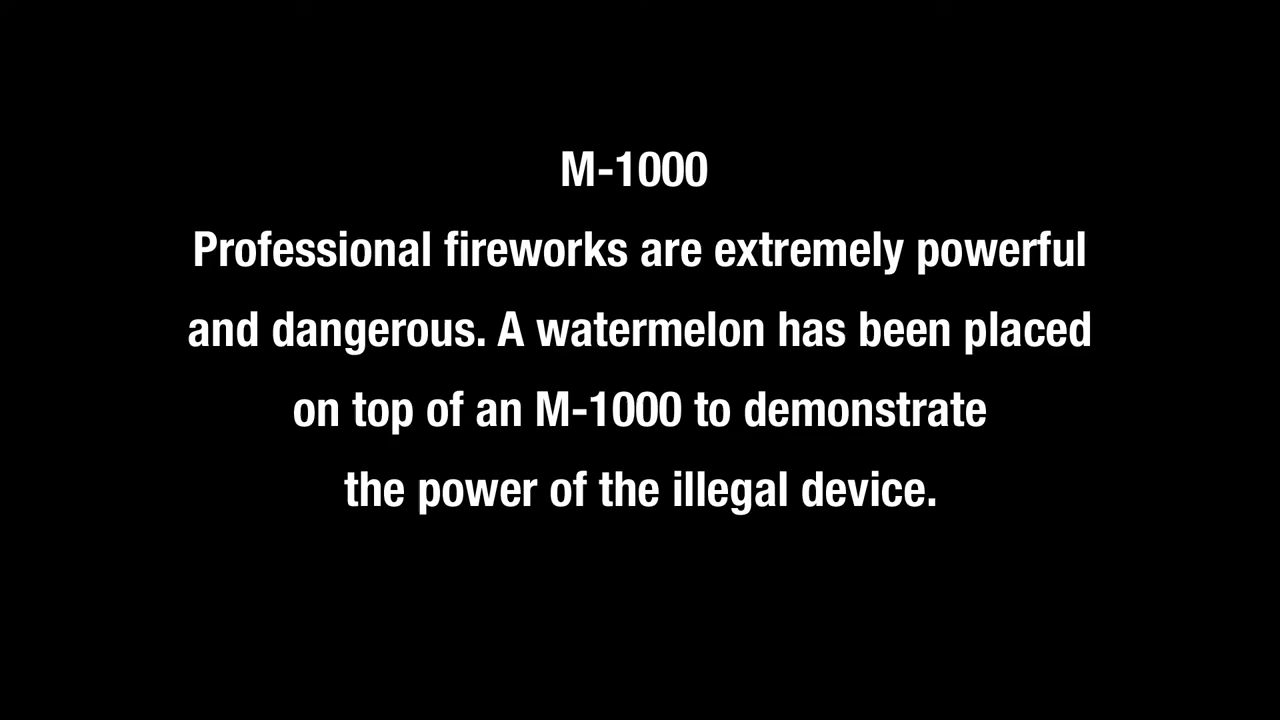 M-1000
Professional fireworks are extremely powerful
and dangerous. A watermelon has been placed
on top of an M-1000 to demonstrate
the power of the illegal device.